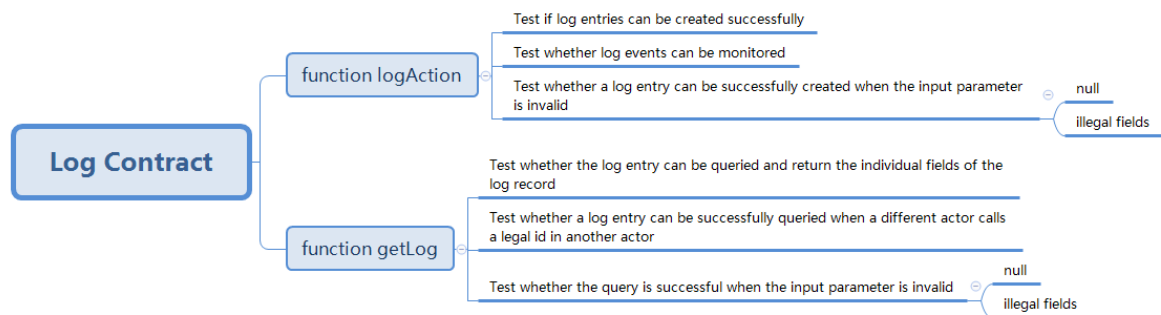 Log Contract
function logAction
Test if log entries can be created successfully
Test whether log events can be monitored
Test whether a log entry can be successfully created when the input parameter
is invalid
null
illegal fields
function getLog
Test whether the log entry can be queried and return the individual fields of the
log record
Test whether a log entry can be successfully queried when a different actor calls
a legal id in another actor
Test whether the query is successful when the input parameter is invalid
null
illegal fields